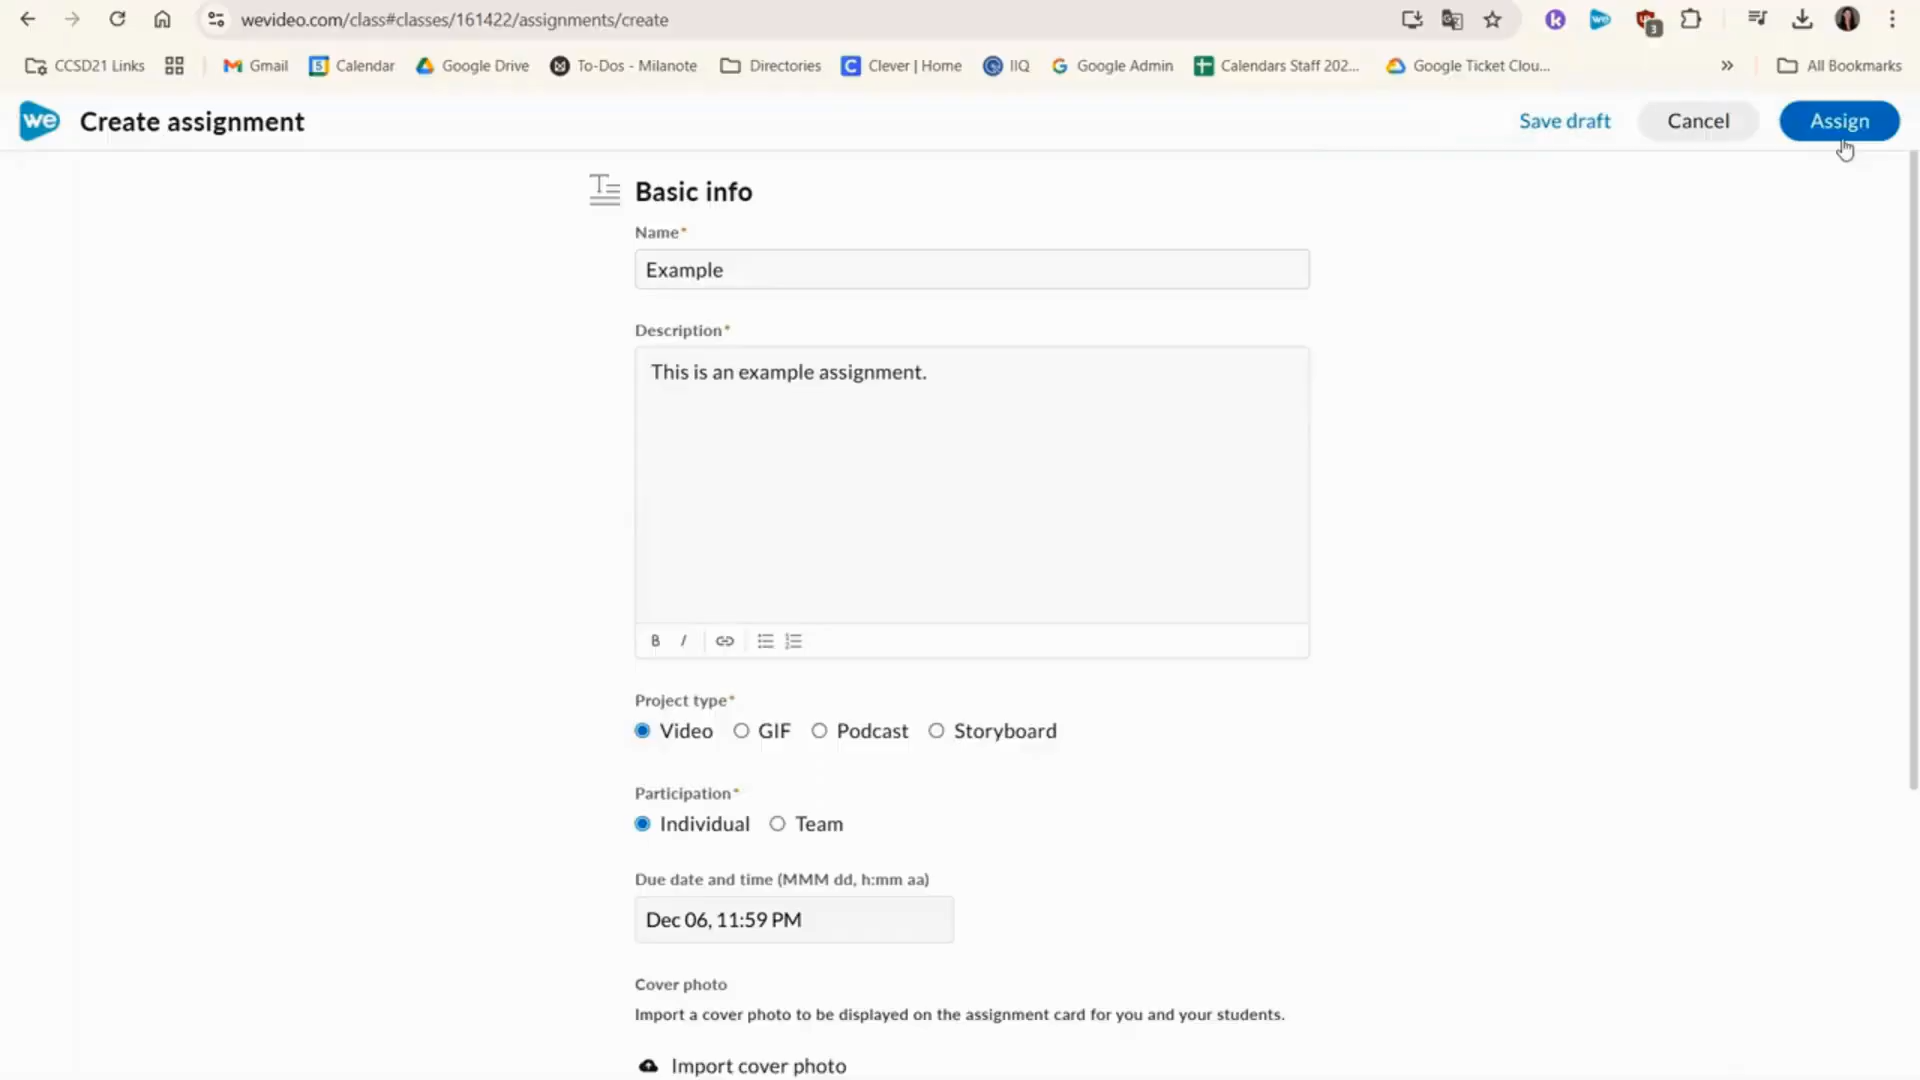 wevideo.com/class#classes/161422/assignments/create
3
CCSD21 Links
Gmail
5
Calendar
Google Drive
To-Dos - Milanote
Directories
C
Clever | Home
IIQ
Google Admin
Calendars Staff 202...
Google Ticket Clou...
»
All Bookmarks
we
Create assignment
Save draft
Cancel
Assign
Basic info
Name*
Example
Description*
This is an example assignment.
B I
Project type*
Video GIF Podcast Storyboard
Participation*
Individual Team
Due date and time (MMM dd, h:mm aa)
Dec 06, 11:59 PM
Cover photo
Import a cover photo to be displayed on the assignment card for you and your students.
Import cover photo